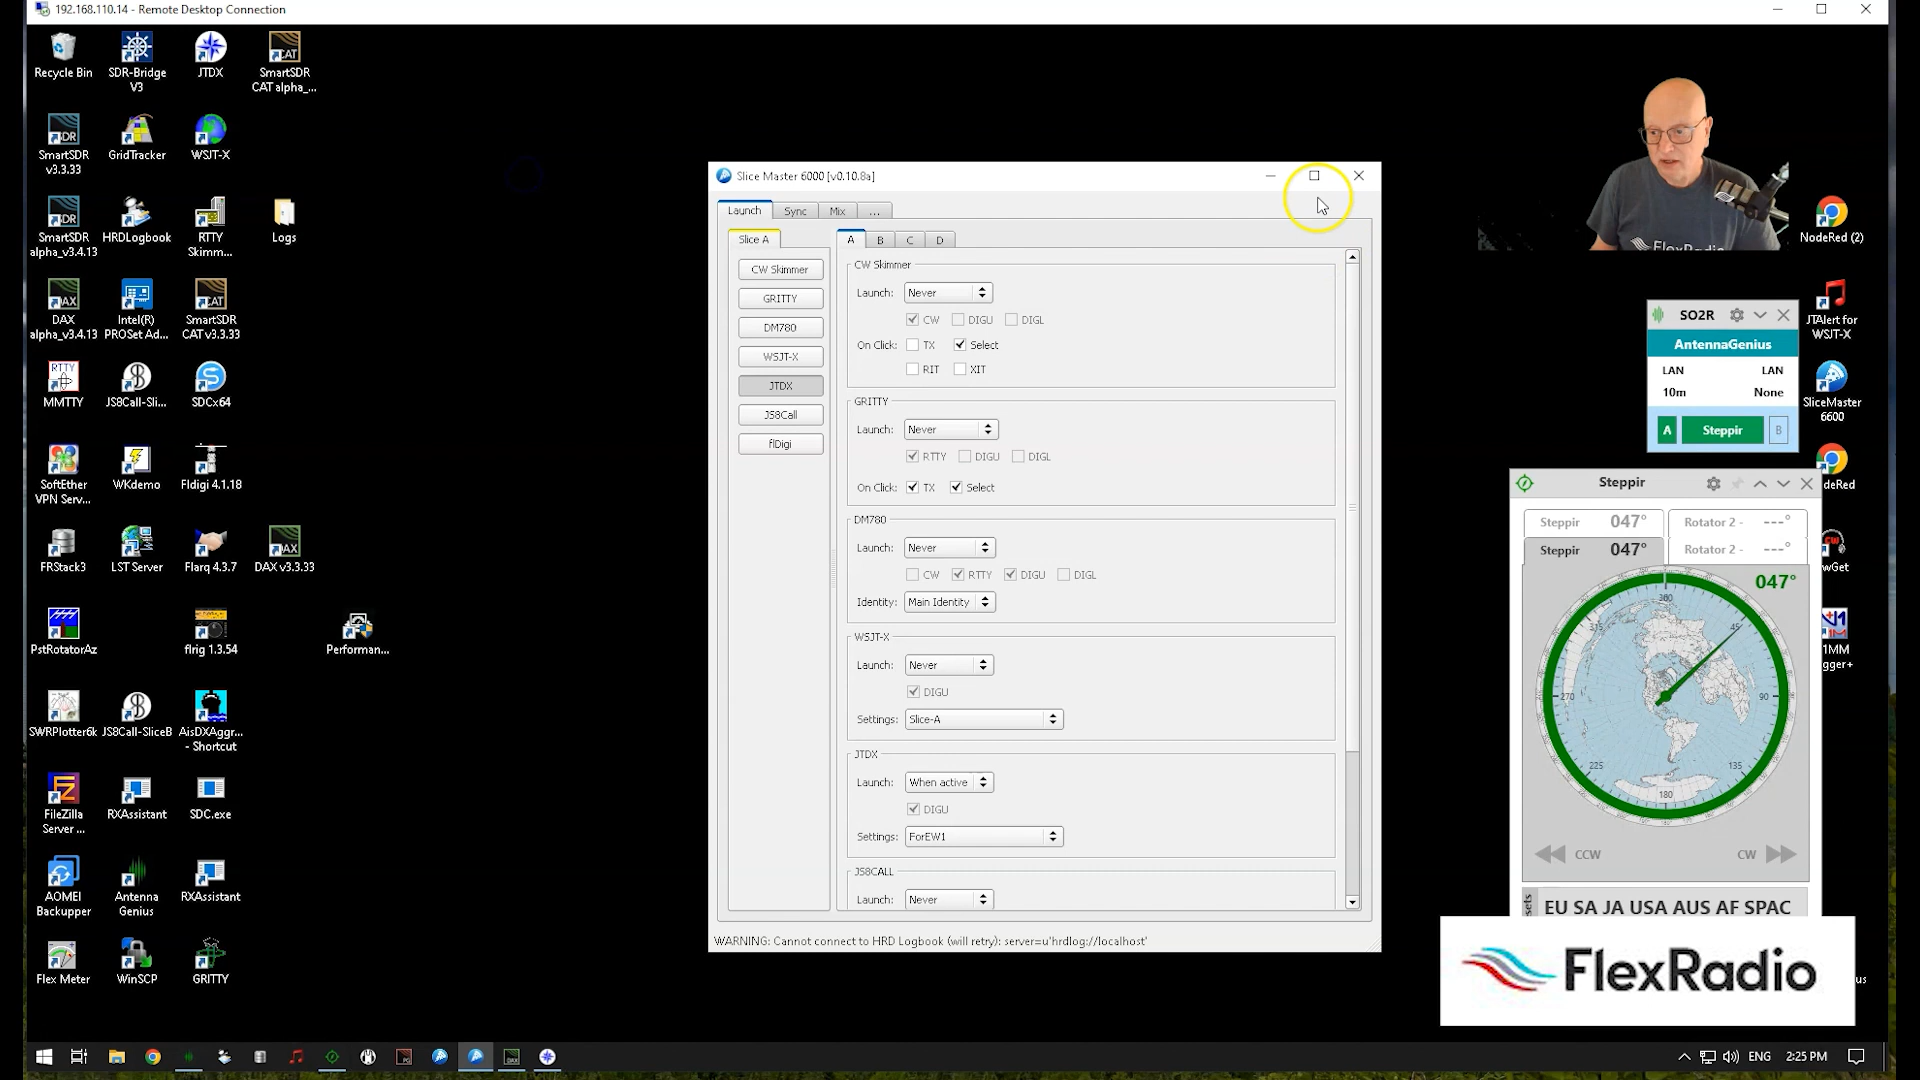 192.168.110.14 - Remote Desktop Connection
Recycle Bin
SDR-Bridge
V3
JTDX
SmartSDR
CAT alpha_...
SmartSDR
v3.3.33
GridTracker
WSJT-X
SmartSDR
alpha_v3.4.13
HRDLogbook
RTTY
Skimm...
Logs
DAX
alpha_v3.4.13
Intel(R)
PROSet Ad...
SmartSDR
CAT v3.3.33
MMTTY
JS8Call-Sli...
SDCx64
SoftEther
VPN Serv...
WKdemo
Fldigi 4.1.18
FRStack3
LST Server
Flarq 4.3.7
DAX v3.3.33
PstRotatorAz
flrig 1.3.54
Performan...
SWRPlotter6k
JS8Call-SliceB
AisDXAggr...
- Shortcut
FileZilla
Server ...
RXAssistant
SDC.exe
AOMEI
Backupper
Antenna
Genius
RXAssistant
Flex Meter
WinSCP
GRITTY
Slice Master 6000 [v0.10.8a]
Launch
Sync
Mix
...
Slice A
CW Skimmer
GRITTY
DM780
WSJT-X
JTDX
JS8Call
flDigi
A
B
C
D
CW Skimmer
Launch: Never
CW DIGU DIGL
On Click: TX Select
RIT XIT
GRITTY
Launch: Never
RTTY DIGU DIGL
On Click: TX Select
DM780
Launch: Never
CW RTTY DIGU DIGL
Identity: Main Identity
WSJT-X
Launch: Never
DIGU
Settings: Slice-A
JTDX
Launch: When active
DIGU
Settings: ForEW1
JS8CALL
Launch: Never
WARNING: Cannot connect to HRD Logbook (will retry): server=u'hrdlog://localhost'
FlexRadio
NodeRed (2)
JTAlert for
WSJT-X
SliceMaster
6600
SO2R
AntennaGenius
LAN LAN
10m None
A Steppir B
Steppir
Steppir 047° Rotator 2 - ---°
Steppir 047° Rotator 2 - ---°
047°
360
315
45
270
90
225
135
180
CCW
CW
EU SA JA USA AUS AF SPAC
FlexRadio
ENG
2:25 PM